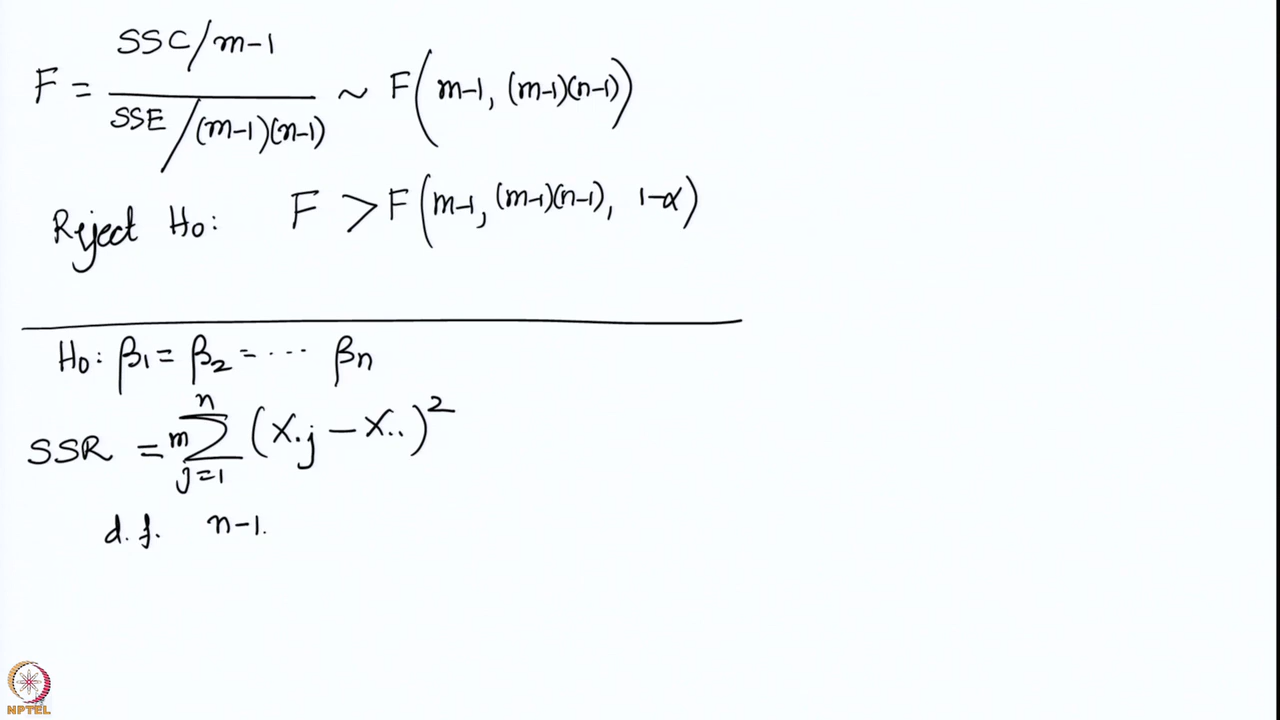 SSC/m-1
F = ―――――――― ~ F(m-1, (m-1)(n-1))
SSE/(m-1)(n-1)
Reject H₀: F > F(m-1, (m-1)(n-1), 1-α)
H₀: β₁ = β₂ = ... βₙ
SSR = m∑ⁿⱼ₌₁ (X.j - X..)²
d.f. n-1.
NPTEL